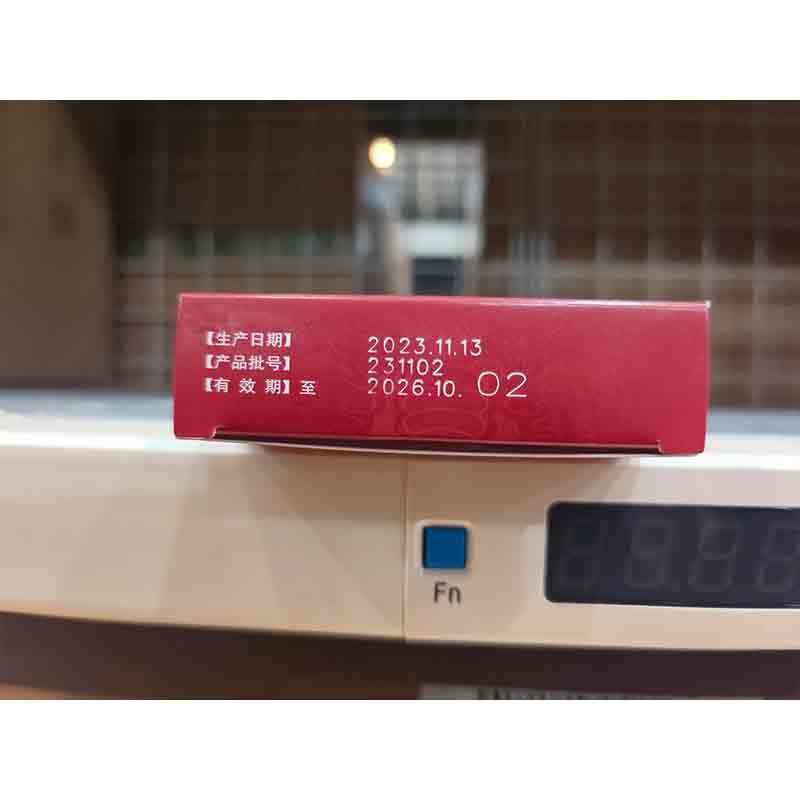 【生产日期】 2023.11.13
【产品批号】 231102
【有效期】至 2026.10. 02
Fn